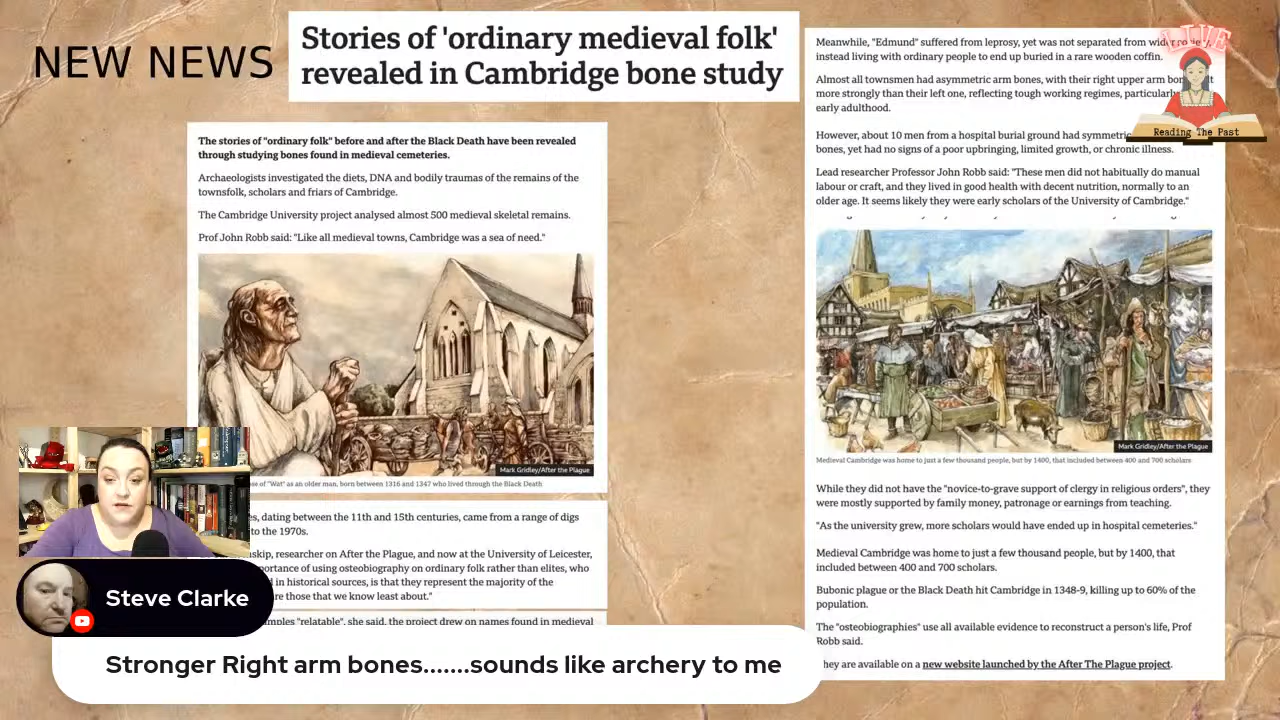 NEW NEWS
Stories of 'ordinary medieval folk'
revealed in Cambridge bone study
The stories of "ordinary folk" before and after the Black Death have been revealed
through studying bones found in medieval cemeteries.
Archaeologists investigated the diets, DNA and bodily traumas of the remains of the
townsfolk, scholars and friars of Cambridge.
The Cambridge University project analysed almost 500 medieval skeletal remains.
Prof John Robb said: "Like all medieval towns, Cambridge was a sea of need."
Mark Gridley/After the Plague
of "Wat" as an older man, born between 1316 and 1347 who lived through the Black Death
dating between the 11th and 15th centuries, came from a range of digs
to the 1970s.
researcher on After the Plague, and now at the University of Leicester,
of using osteobiography on ordinary folk rather than elites, who
in historical sources, is that they represent the majority of the
those that we know least about."
"relatable", she said, the project drew on names found in medieval
Meanwhile, "Edmund" suffered from leprosy, yet was not separated from wider
instead living with ordinary people to end up buried in a rare wooden coffin.
Almost all townsmen had asymmetric arm bones, with their right upper arm
more strongly than their left one, reflecting tough working regimes,
early adulthood.
However, about 10 men from a hospital burial ground had
bones, yet had no signs of a poor upbringing, limited growth, or chronic illness.
Lead researcher Professor John Robb said: "These men did not habitually do manual
labour or craft, and they lived in good health with decent nutrition, normally to an
older age. It seems likely they were early scholars of the University of Cambridge."
LIVE
Reading The Past
Mark Gridley/After the Plague
Medieval Cambridge was home to just a few thousand people, but by 1400, that included between 400 and 700 scholars
While they did not have the "novice-to-grave support of clergy in religious orders", they
were mostly supported by family money, patronage or earnings from teaching.
"As the university grew, more scholars would have ended up in hospital cemeteries."
Medieval Cambridge was home to just a few thousand people, but by 1400, that
included between 400 and 700 scholars.
Bubonic plague or the Black Death hit Cambridge in 1348-9, killing up to 60% of the
population.
The "osteobiographies" use all available evidence to reconstruct a person's life, Prof
Robb said.
hey are available on a new website launched by the After The Plague project.
Steve Clarke
Stronger Right arm bones.......sounds like archery to me